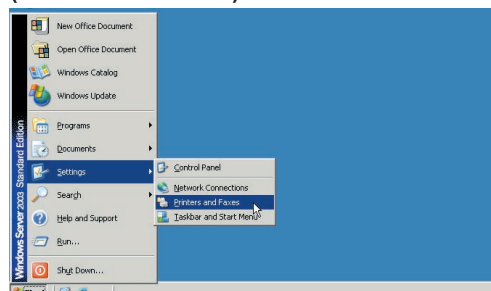 New Office Document
Open Office Document
Windows Catalog
Windows Update
Programs
Documents
Settings
Search
Help and Support
Run...
Shut Down...
Windows Server 2003 Standard Edition
Control Panel
Network Connections
Printers and Faxes
Taskbar and Start Menu